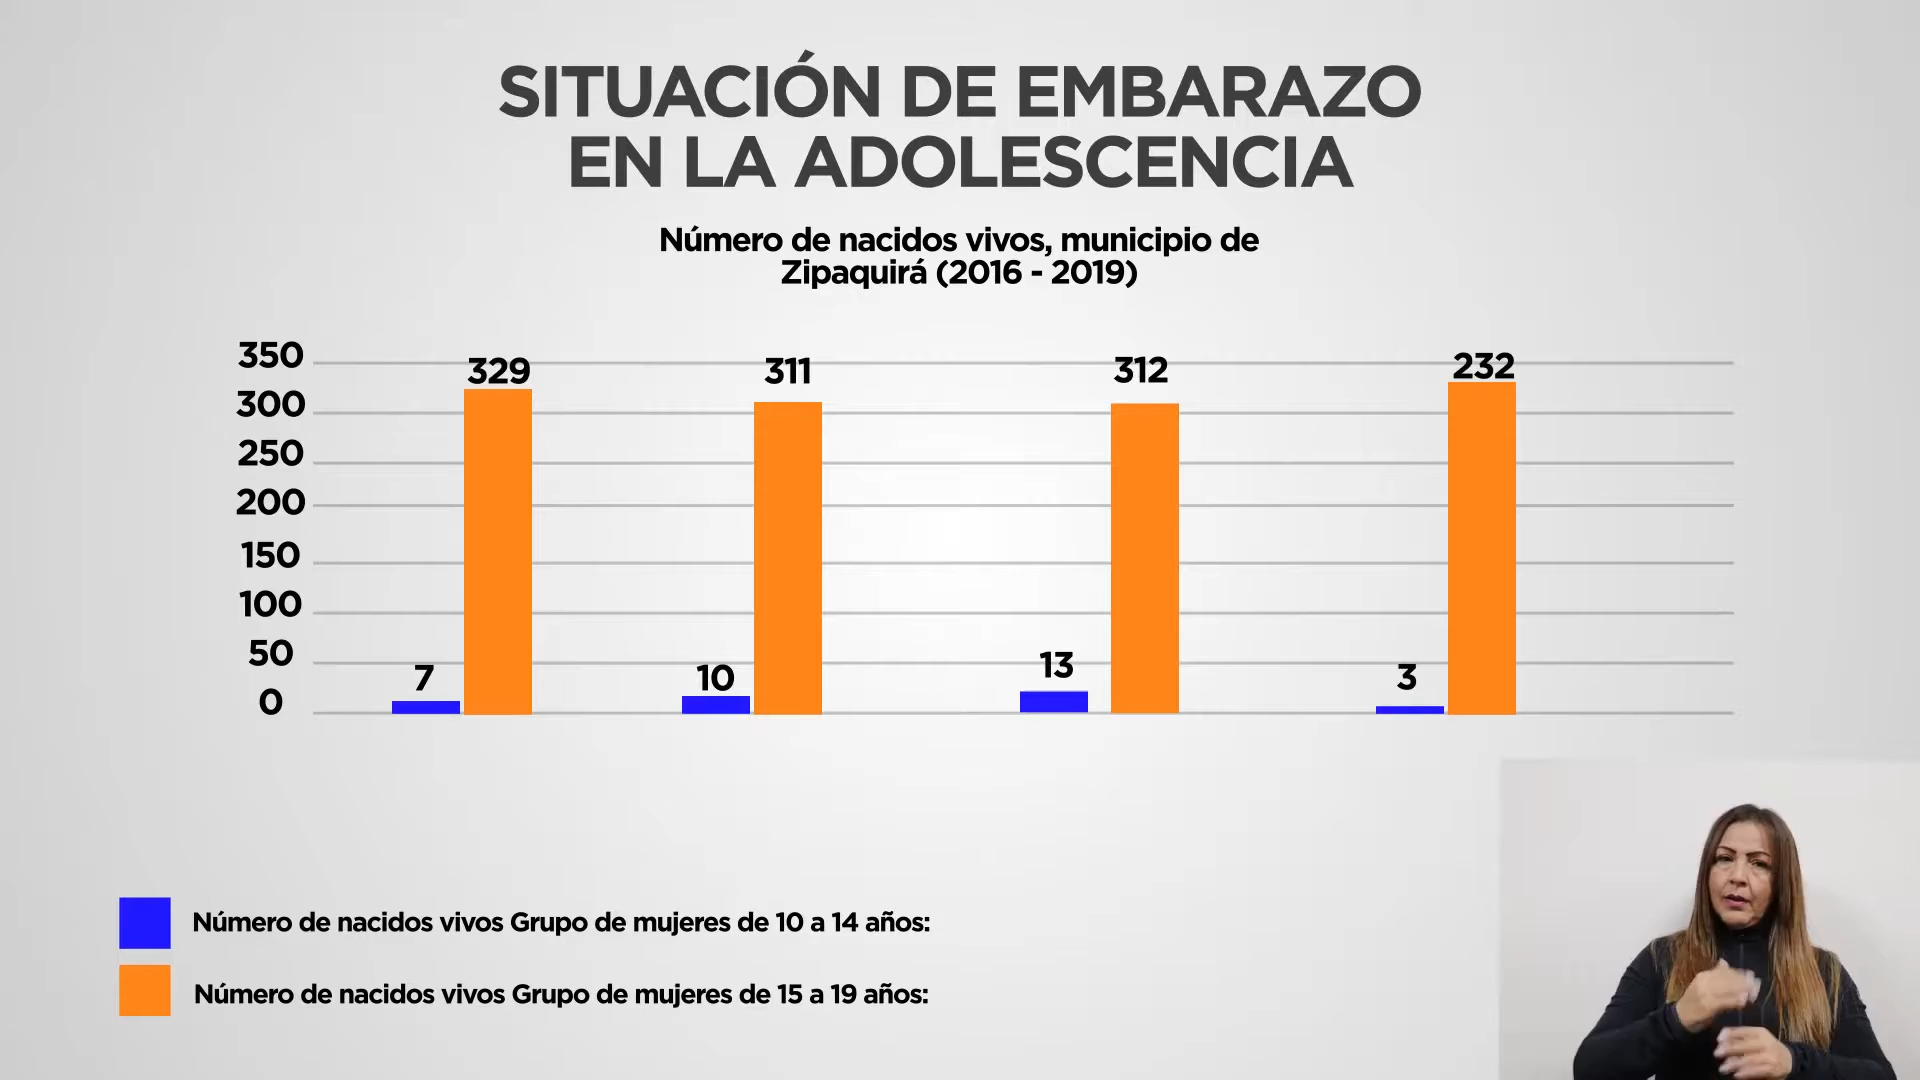 SITUACIÓN DE EMBARAZO
EN LA ADOLESCENCIA
Número de nacidos vivos, municipio de
Zipaquirá (2016 - 2019)
350
300
250
200
150
100
50
0
329
311
312
232
7
10
13
3
Número de nacidos vivos Grupo de mujeres de 10 a 14 años:
Número de nacidos vivos Grupo de mujeres de 15 a 19 años: